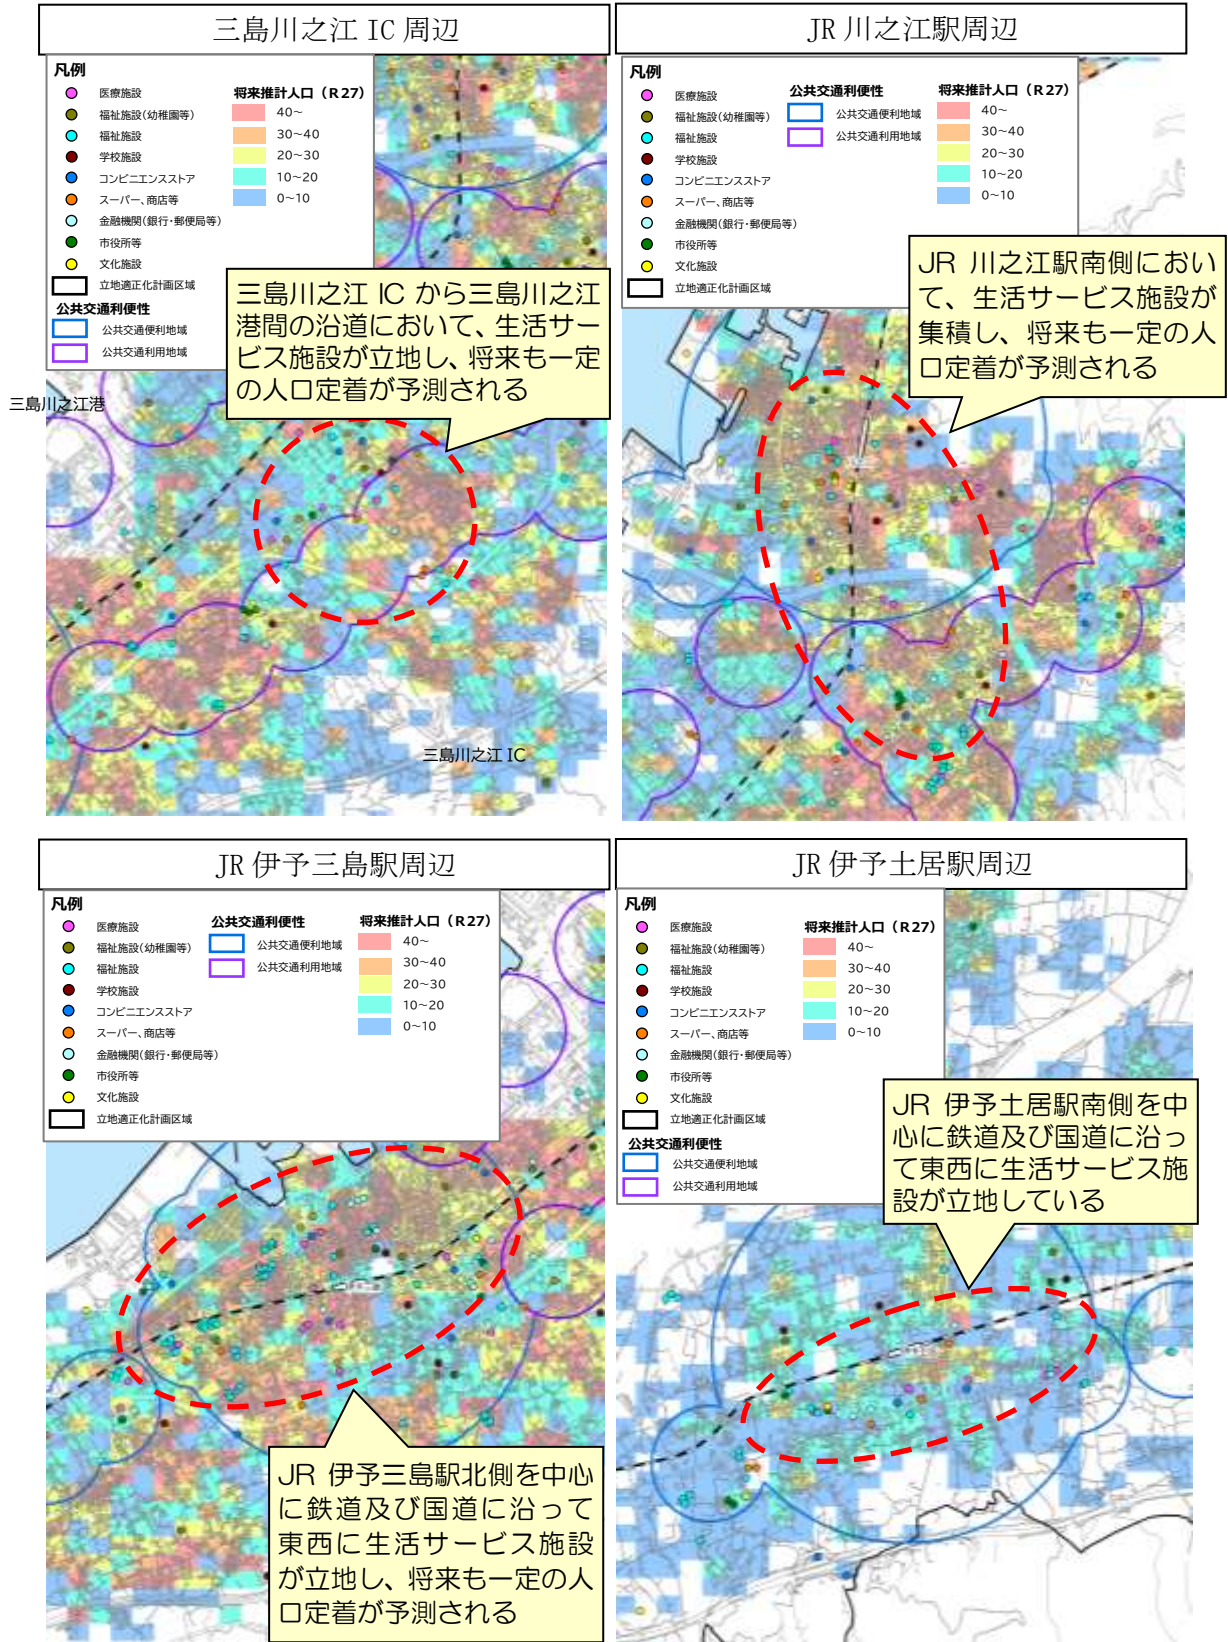 三島川之江 IC 周辺
凡例
医療施設
福祉施設(幼稚園等)
福祉施設
学校施設
コンビニエンスストア
スーパー、商店等
金融機関(銀行・郵便局等)
市役所等
文化施設
立地適正化計画区域
公共交通利便性
公共交通便利地域
公共交通利用地域
将来推計人口（R27）
40～
30～40
20～30
10～20
0～10
三島川之江 IC から三島川之江
港間の沿道において、生活サー
ビス施設が立地し、将来も一定
の人口定着が予測される
三島川之江港
三島川之江 IC
JR 川之江駅周辺
凡例
医療施設
福祉施設(幼稚園等)
福祉施設
学校施設
コンビニエンスストア
スーパー、商店等
金融機関(銀行・郵便局等)
市役所等
文化施設
立地適正化計画区域
公共交通利便性
公共交通便利地域
公共交通利用地域
将来推計人口（R27）
40～
30～40
20～30
10～20
0～10
JR 川之江駅南側におい
て、生活サービス施設が
集積し、将来も一定の人
口定着が予測される
JR 伊予三島駅周辺
凡例
医療施設
福祉施設(幼稚園等)
福祉施設
学校施設
コンビニエンスストア
スーパー、商店等
金融機関(銀行・郵便局等)
市役所等
文化施設
立地適正化計画区域
公共交通利便性
公共交通便利地域
公共交通利用地域
将来推計人口（R27）
40～
30～40
20～30
10～20
0～10
JR 伊予三島駅北側を中心
に鉄道及び国道に沿って
東西に生活サービス施設
が立地し、将来も一定の人
口定着が予測される
JR 伊予土居駅周辺
凡例
医療施設
福祉施設(幼稚園等)
福祉施設
学校施設
コンビニエンスストア
スーパー、商店等
金融機関(銀行・郵便局等)
市役所等
文化施設
立地適正化計画区域
公共交通利便性
公共交通便利地域
公共交通利用地域
将来推計人口（R27）
40～
30～40
20～30
10～20
0～10
JR 伊予土居駅南側を中
心に鉄道及び国道に沿っ
て東西に生活サービス施
設が立地している